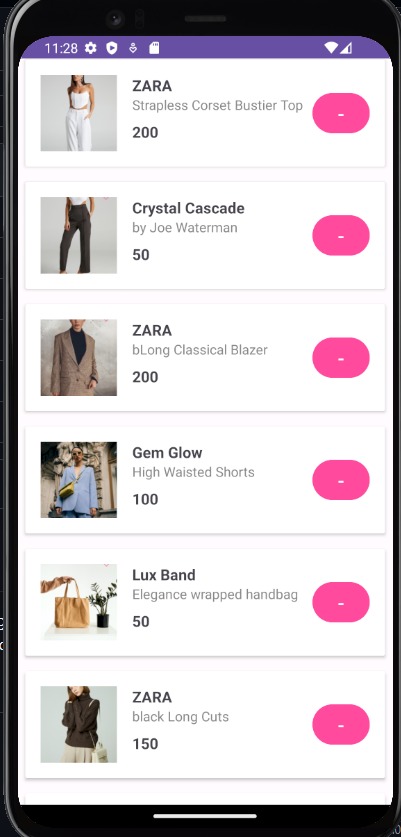 11:28
ZARA
Strapless Corset Bustier Top
200
-
Crystal Cascade
by Joe Waterman
50
-
ZARA
bLong Classical Blazer
200
-
Gem Glow
High Waisted Shorts
100
-
Lux Band
Elegance wrapped handbag
50
-
ZARA
black Long Cuts
150
-